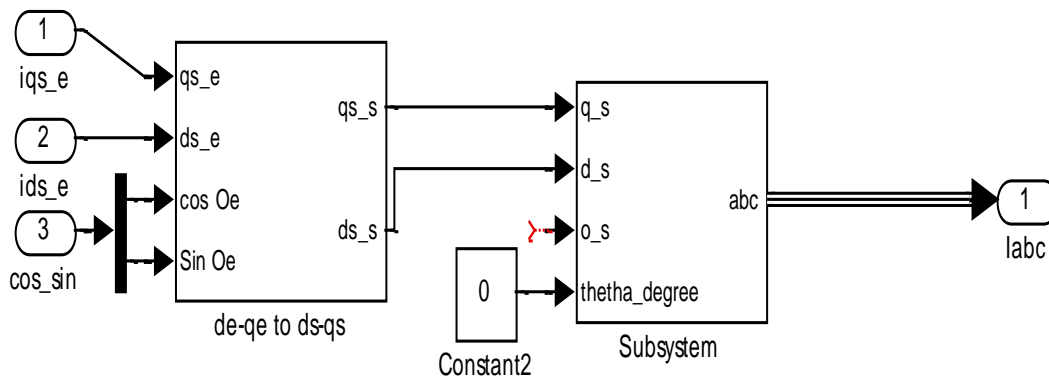 1
iqs_e
2
ids_e
3
cos_sin
qs_e
ds_e
cos Oe
Sin Oe
qs_s
ds_s
de-qe to ds-qs
0
Constant2
q_s
d_s
o_s
thetha_degree
abc
Subsystem
1
Iabc